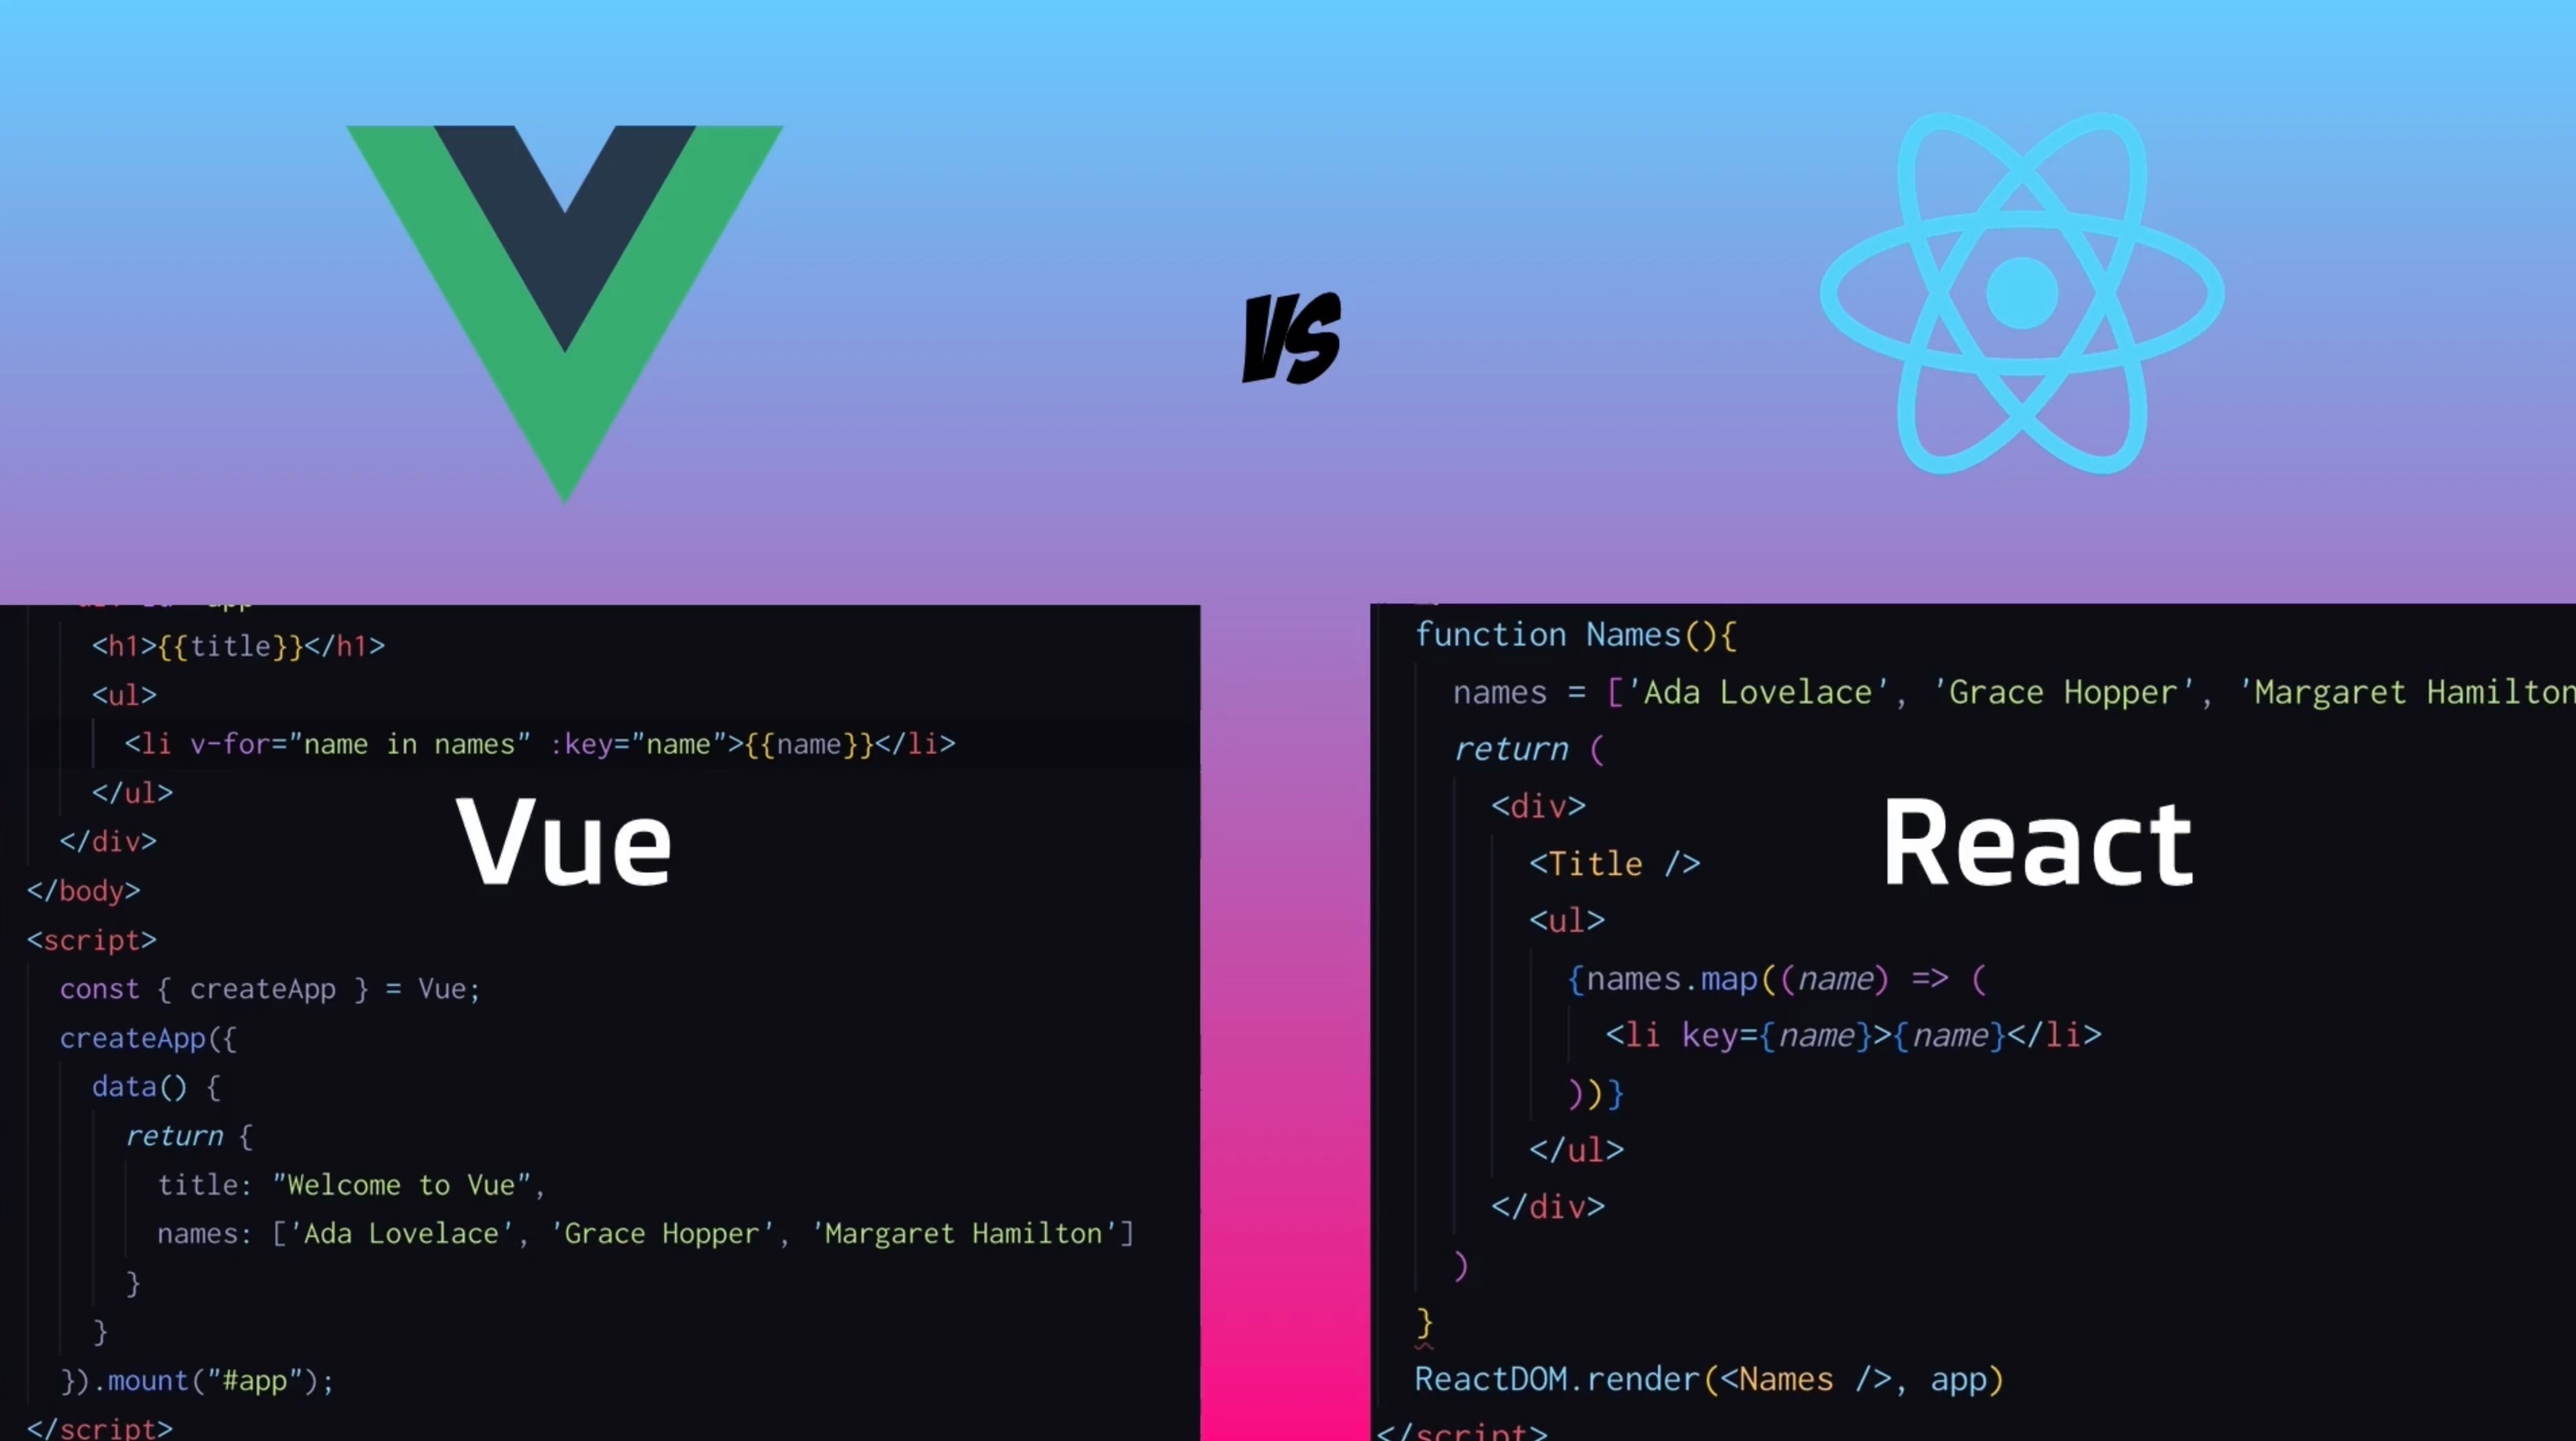 VS
<h1>{{title}}</h1>
<ul>
<li v-for="name in names" :key="name">{{name}}</li>
</ul>
</div>
</body>
<script>
const { createApp } = Vue;
createApp({
data() {
return {
title: "Welcome to Vue",
names: ['Ada Lovelace', 'Grace Hopper', 'Margaret Hamilton']
}
}
}).mount("#app");
</script>
Vue
function Names(){
names = ['Ada Lovelace', 'Grace Hopper', 'Margaret Hamilton
return (
<div>
<Title />
<ul>
{names.map((name) => (
<li key={name}>{name}</li>
))}
</ul>
</div>
)
}
ReactDOM.render(<Names />, app)
</script>
React